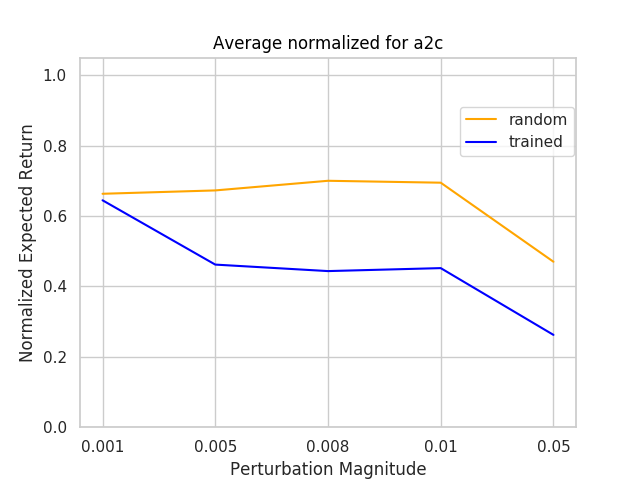 Average normalized for a2c
Normalized Expected Return
1.0
0.8
0.6
0.4
0.2
0.0
random
trained
0.001 0.005 0.008 0.01 0.05
Perturbation Magnitude